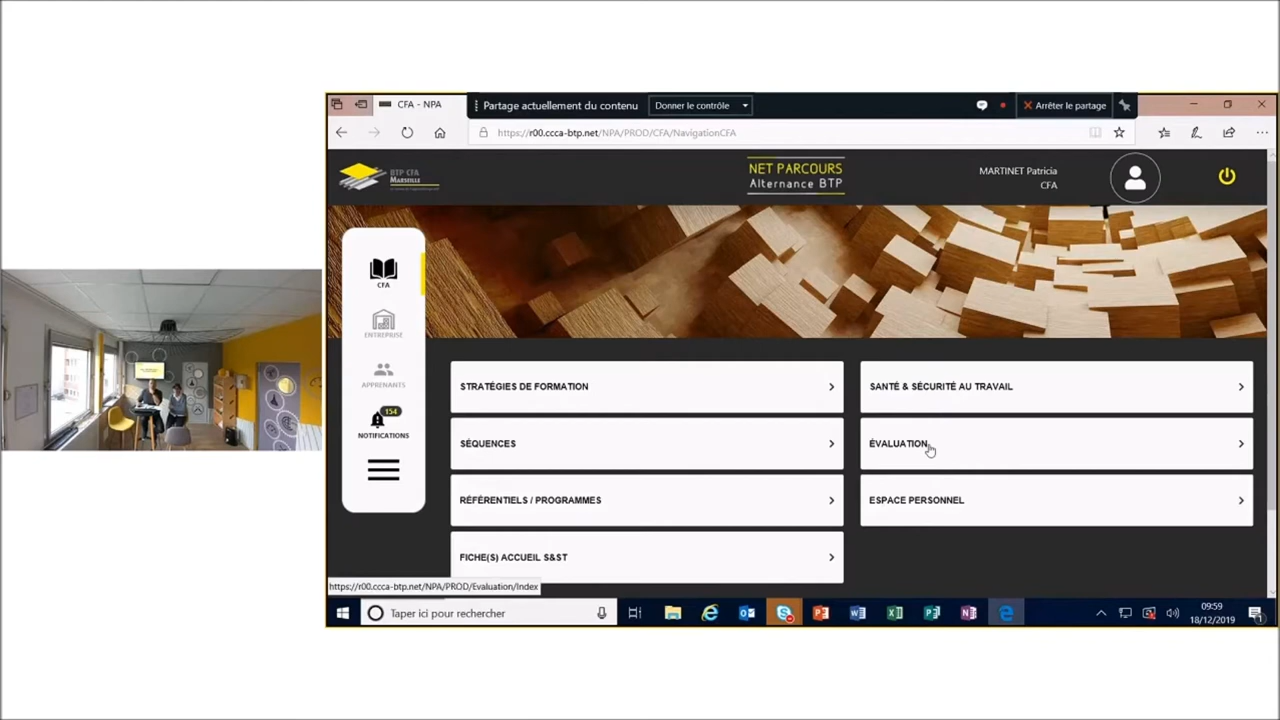 CFA - NPA
Partage actuellement du contenu
Donner le contrôle
Arrêter le partage
https://r00.ccca-btp.net/NPA/PROD/CFA/NavigationCFA
BTP CFA
MARSEILLE
NET PARCOURS
Alternance BTP
MARTINET Patricia
CFA
CFA
ENTREPRISE
APPRENANTS
154
NOTIFICATIONS
STRATÉGIES DE FORMATION
SANTÉ & SÉCURITÉ AU TRAVAIL
SÉQUENCES
ÉVALUATION
RÉFÉRENTIELS / PROGRAMMES
ESPACE PERSONNEL
FICHE(S) ACCUEIL S&ST
https://r00.ccca-btp.net/NPA/PROD/Evaluation/Index
Taper ici pour rechercher
09:59
18/12/2019